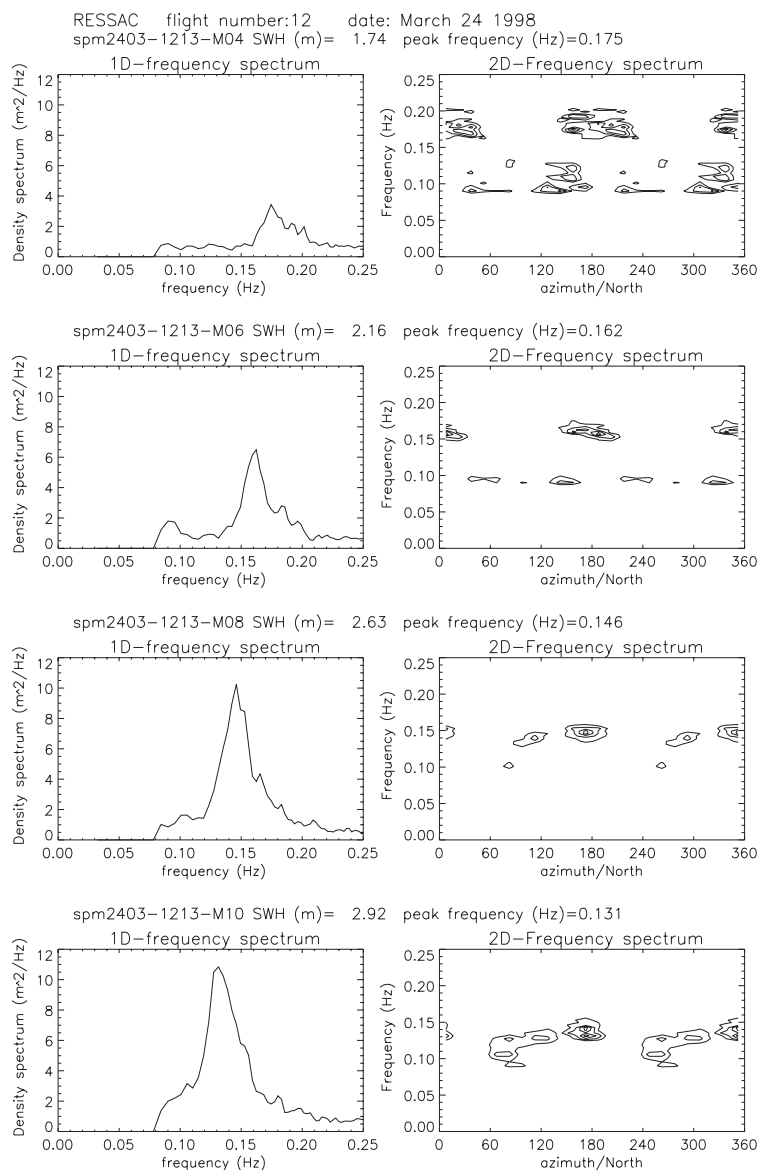 RESSAC flight number:12 date: March 24 1998
spm2403-1213-M04 SWH (m)= 1.74 peak frequency (Hz)=0.175
1D-frequency spectrum
Density spectrum (m^2/Hz)
12
10
8
6
4
2
0
0.00 0.05 0.10 0.15 0.20 0.25
frequency (Hz)
2D-Frequency spectrum
Frequency (Hz)
0.25
0.20
0.15
0.10
0.05
0.00
0 60 120 180 240 300 360
azimuth/North
spm2403-1213-M06 SWH (m)= 2.16 peak frequency (Hz)=0.162
1D-frequency spectrum
Density spectrum (m^2/Hz)
12
10
8
6
4
2
0
0.00 0.05 0.10 0.15 0.20 0.25
frequency (Hz)
2D-Frequency spectrum
Frequency (Hz)
0.25
0.20
0.15
0.10
0.05
0.00
0 60 120 180 240 300 360
azimuth/North
spm2403-1213-M08 SWH (m)= 2.63 peak frequency (Hz)=0.146
1D-frequency spectrum
Density spectrum (m^2/Hz)
12
10
8
6
4
2
0
0.00 0.05 0.10 0.15 0.20 0.25
frequency (Hz)
2D-Frequency spectrum
Frequency (Hz)
0.25
0.20
0.15
0.10
0.05
0.00
0 60 120 180 240 300 360
azimuth/North
spm2403-1213-M10 SWH (m)= 2.92 peak frequency (Hz)=0.131
1D-frequency spectrum
Density spectrum (m^2/Hz)
12
10
8
6
4
2
0
0.00 0.05 0.10 0.15 0.20 0.25
frequency (Hz)
2D-Frequency spectrum
Frequency (Hz)
0.25
0.20
0.15
0.10
0.05
0.00
0 60 120 180 240 300 360
azimuth/North